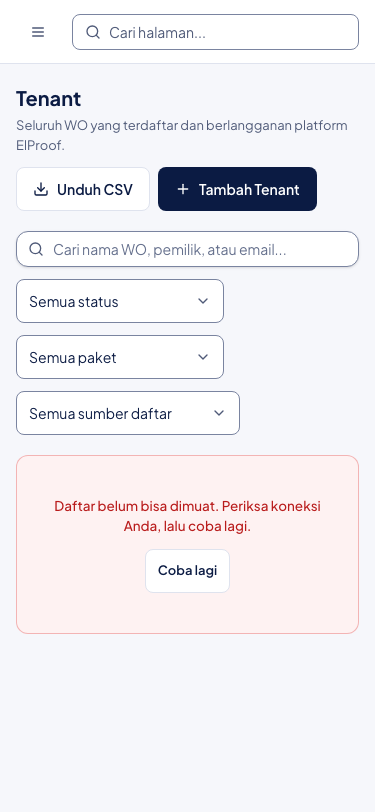 Cari halaman...
Tenant
Seluruh WO yang terdaftar dan berlangganan platform
ElProof.
Unduh CSV
Tambah Tenant
Cari nama WO, pemilik, atau email...
Semua status
Semua paket
Semua sumber daftar
Daftar belum bisa dimuat. Periksa koneksi
Anda, lalu coba lagi.
Coba lagi